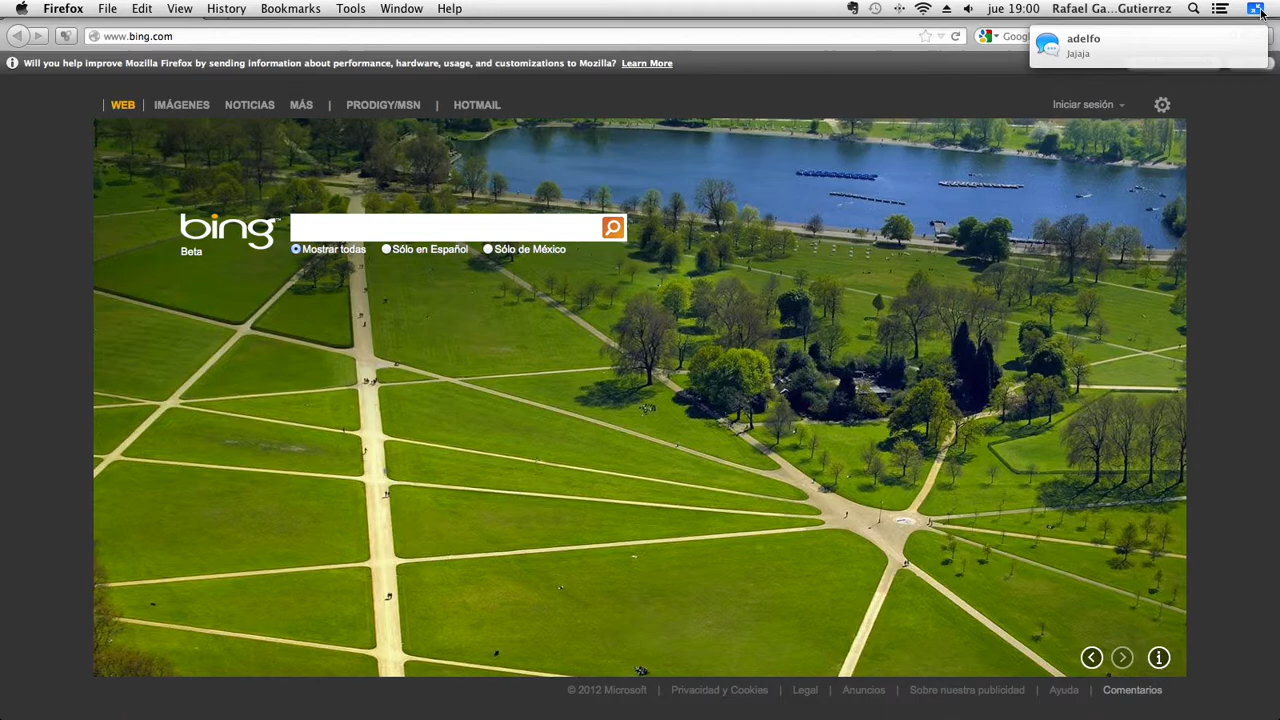 Firefox File Edit View History Bookmarks Tools Window Help jue 19:00 Rafael Ga...Gutierrez
www.bing.com
Goog
adelfo
Jajaja
Will you help improve Mozilla Firefox by sending information about performance, hardware, usage, and customizations to Mozilla? Learn More
WEB IMÁGENES NOTICIAS MÁS | PRODIGY/MSN | HOTMAIL Iniciar sesión
bing
Beta
Mostrar todas Sólo en Español Sólo de México
© 2012 Microsoft | Privacidad y Cookies | Legal | Anuncios | Sobre nuestra publicidad | Ayuda | Comentarios